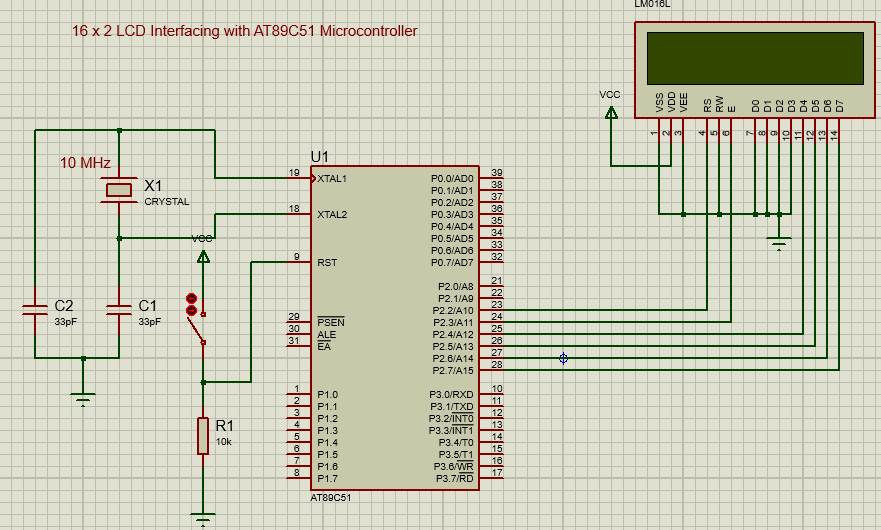 LM016L
16 x 2 LCD Interfacing with AT89C51 Microcontroller
VCC
VSS VDD VEE RS RW E D0 D1 D2 D3 D4 D5 D6 D7
1 2 3 4 5 6 7 8 9 10 11 12 13 14
10 MHz
X1
CRYSTAL
C2
33pF
C1
33pF
VCC
R1
10k
U1
19 XTAL1 P0.0/AD0 39
P0.1/AD1 38
P0.2/AD2 37
18 XTAL2 P0.3/AD3 36
P0.4/AD4 35
P0.5/AD5 34
P0.6/AD6 33
9 RST P0.7/AD7 32
P2.0/A8 21
P2.1/A9 22
P2.2/A10 23
29 PSEN P2.3/A11 24
30 ALE P2.4/A12 25
31 EA P2.5/A13 26
P2.6/A14 27
P2.7/A15 28
1 P1.0 P3.0/RXD 10
2 P1.1 P3.1/TXD 11
3 P1.2 P3.2/INT0 12
4 P1.3 P3.3/INT1 13
5 P1.4 P3.4/T0 14
6 P1.5 P3.5/T1 15
7 P1.6 P3.6/WR 16
8 P1.7 P3.7/RD 17
AT89C51